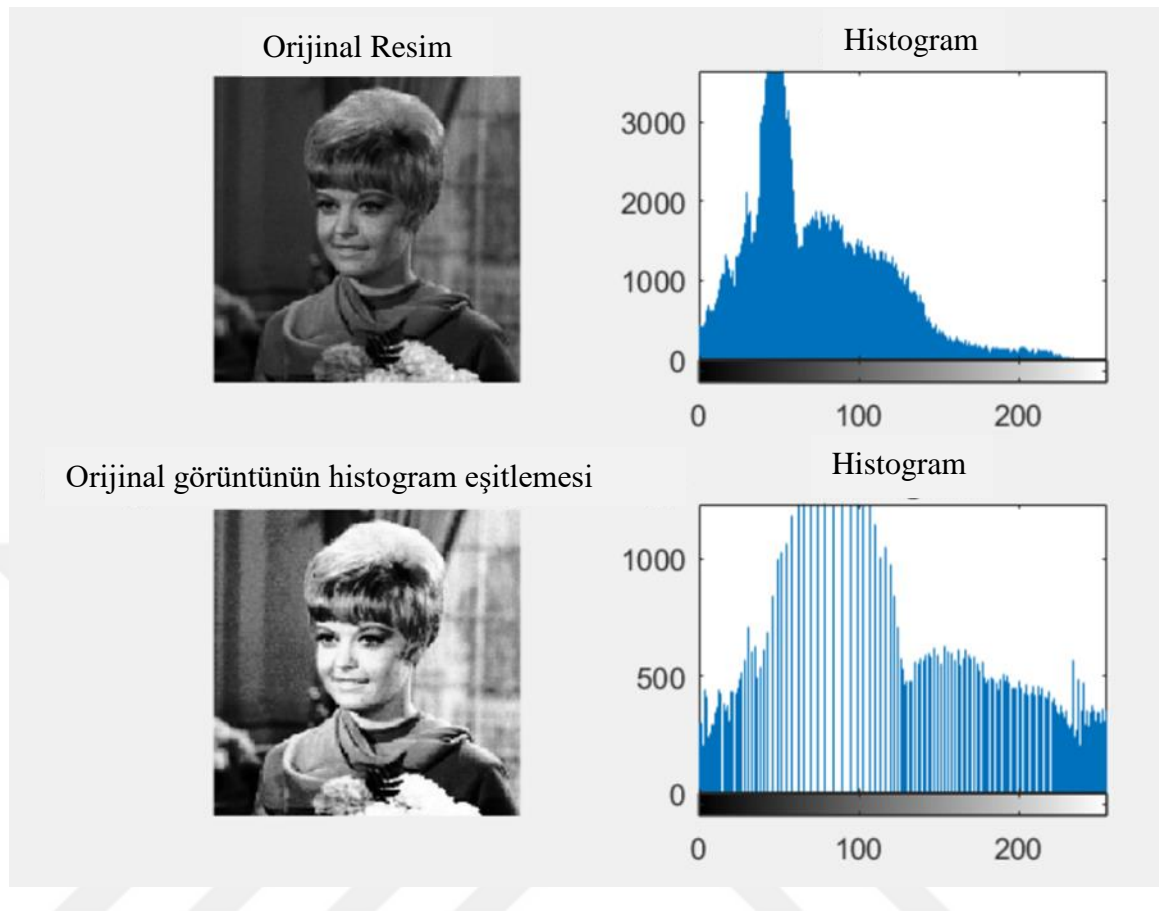 Orijinal Resim
Histogram
3000
2000
1000
0
0 100 200
Orijinal görüntünün histogram eşitlemesi
Histogram
1000
500
0
0 100 200